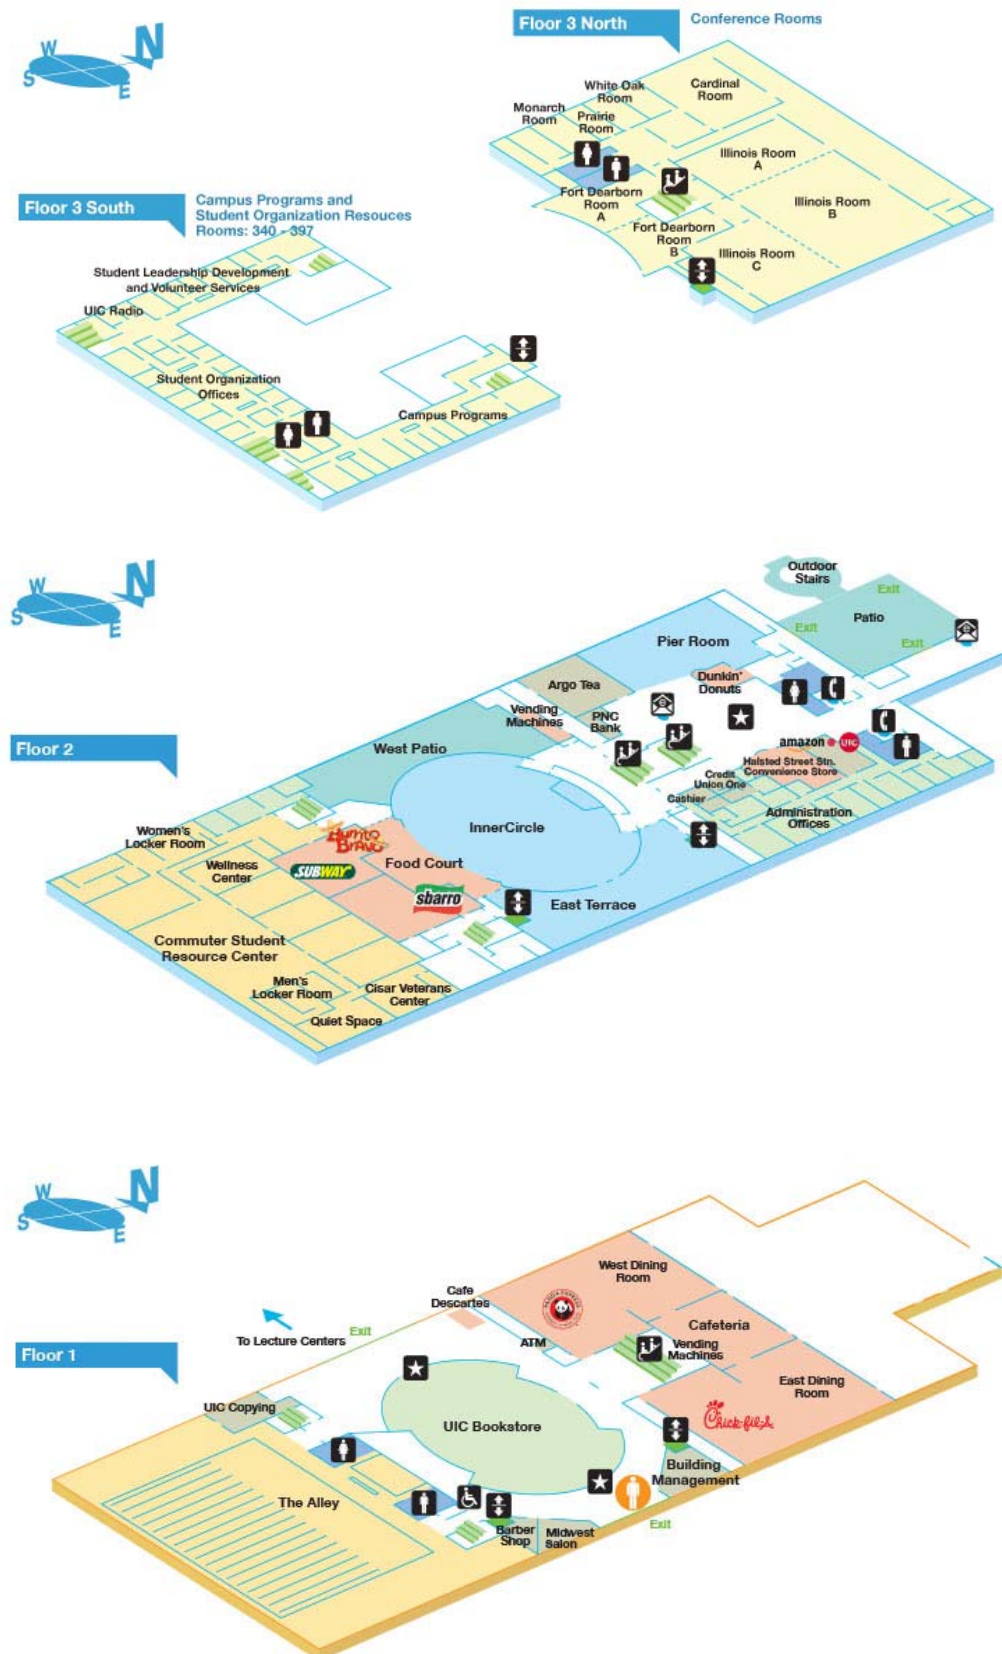 Floor 3 North
Conference Rooms
N
W
S
E
White Oak
Room
Cardinal
Room
Monarch
Room
Prairie
Room
Illinois Room
A
Fort Dearborn
Room
A
Illinois Room
B
Fort Dearborn
Room
B
Illinois Room
C
Floor 3 South
Campus Programs and
Student Organization Resouces
Rooms: 340 - 397
Student Leadership Development
and Volunteer Services
UIC Radio
Student Organization
Offices
Campus Programs
N
W
S
E
Floor 2
Outdoor
Stairs
Exit
Patio
Exit
Exit
Pier Room
Dunkin'
Donuts
Argo Tea
Vending
Machines
PNC
Bank
West Patio
amazon
UIC
Halsted Street Stn.
Convenience Store
Credit
Union One
Cashier
Administration
Offices
InnerCircle
Women's
Locker Room
Burrito
Bravo
Wellness
Center
SUBWAY
Food Court
sbarro
East Terrace
Commuter Student
Resource Center
Men's
Locker Room
Cisar Veterans
Center
Quiet Space
N
W
S
E
Floor 1
West Dining
Room
Cafe
Descartes
PANDA EXPRESS
Cafeteria
Exit
To Lecture Centers
ATM
Vending
Machines
East Dining
Room
UIC Copying
UIC Bookstore
Chick-fil-A
Building
Management
The Alley
Barber
Shop
Midwest
Salon
Exit